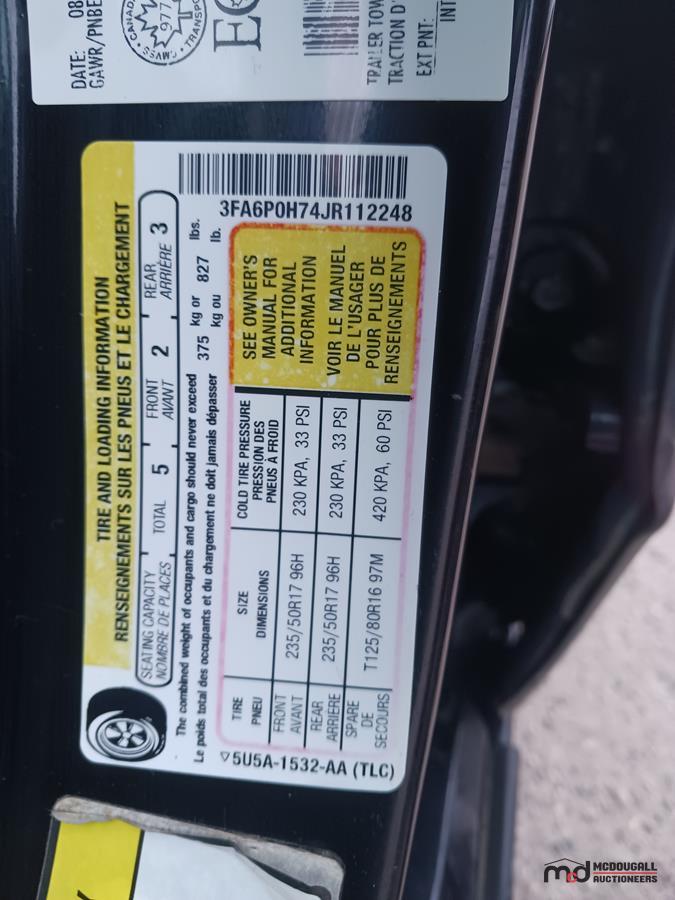 DATE: 08
GAWR/PNBE
CANADA
977
TRANSPO
CMVSS
TRAILER TOW
TRACTION D'
EXT PNT:
INT
TIRE AND LOADING INFORMATION
RENSEIGNEMENTS SUR LES PNEUS ET LE CHARGEMENT
SEATING CAPACITY TOTAL 5 FRONT 2 REAR 3
NOMBRE DE PLACES AVANT ARRIÈRE
The combined weight of occupants and cargo should never exceed 375 kg or 827 lbs.
Le poids total des occupants et du chargement ne doit jamais dépasser kg ou lb.
3FA6P0H74JR112248
TIRE SIZE COLD TIRE PRESSURE
PNEU DIMENSIONS PRESSION DES
PNEUS À FROID
FRONT 235/50R17 96H 230 KPA, 33 PSI
AVANT
REAR 235/50R17 96H 230 KPA, 33 PSI
ARRIÈRE
SPARE T125/80R16 97M 420 KPA, 60 PSI
DE
SECOURS
SEE OWNER'S
MANUAL FOR
ADDITIONAL
INFORMATION
VOIR LE MANUEL
DE L'USAGER
POUR PLUS DE
RENSEIGNEMENTS
5U5A-1532-AA (TLC)
md MCDOUGALL
AUCTIONEERS